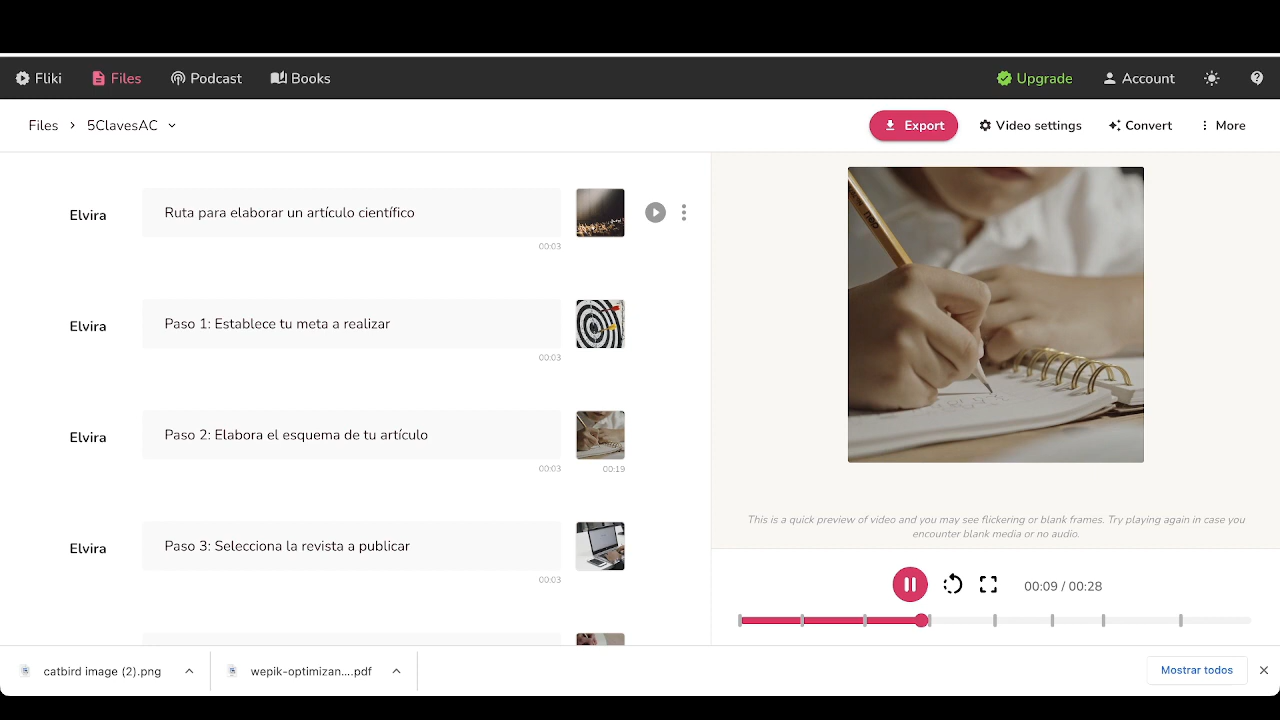 Fliki
Files
Podcast
Books
Upgrade
Account
Files > 5ClavesAC
Export
Video settings
Convert
More
Elvira
Ruta para elaborar un artículo científico
00:03
Elvira
Paso 1: Establece tu meta a realizar
00:03
Elvira
Paso 2: Elabora el esquema de tu artículo
00:03
00:19
Elvira
Paso 3: Selecciona la revista a publicar
00:03
This is a quick preview of video and you may see flickering or blank frames. Try playing again in case you
encounter blank media or no audio.
00:09 / 00:28
catbird image (2).png
wepik-optimizan....pdf
Mostrar todos